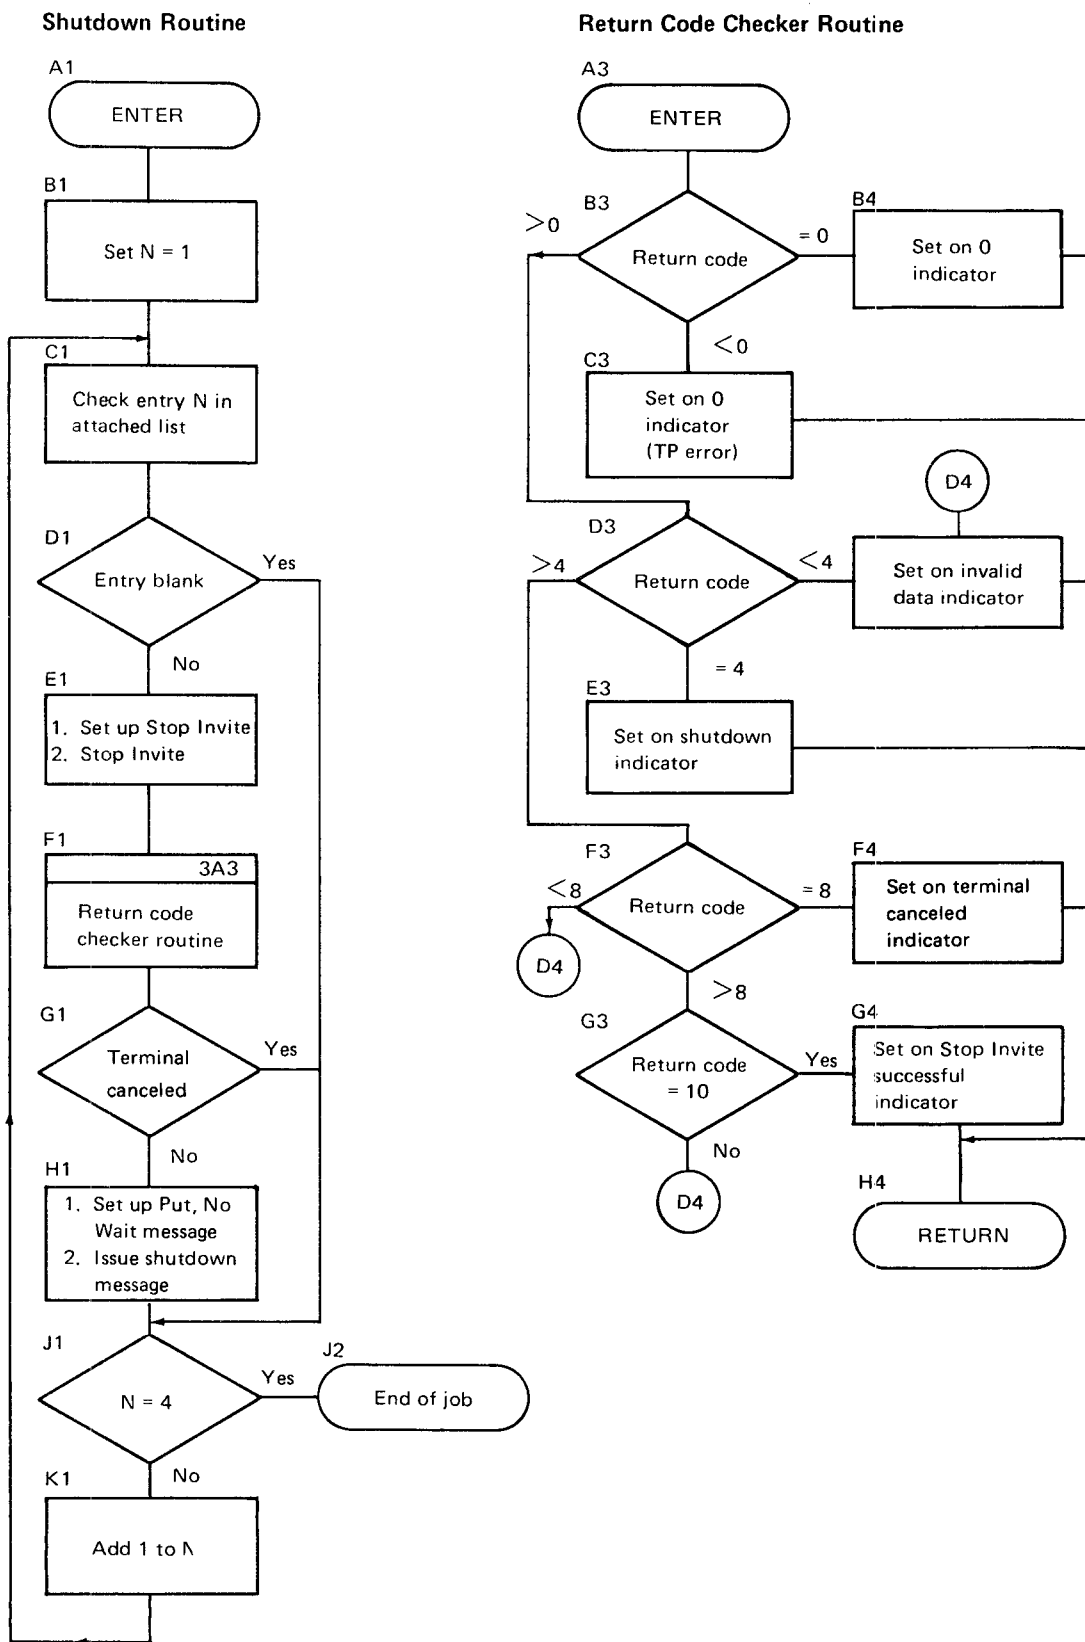 Shutdown Routine
A1
ENTER
B1
Set N = 1
C1
Check entry N in
attached list
D1
Entry blank
Yes
No
E1
1. Set up Stop Invite
2. Stop Invite
F1
3A3
Return code
checker routine
G1
Terminal
canceled
Yes
No
H1
1. Set up Put, No
Wait message
2. Issue shutdown
message
J1
N = 4
Yes
J2
End of job
No
K1
Add 1 to N
Return Code Checker Routine
A3
ENTER
B3
>0
Return code
= 0
B4
Set on 0
indicator
<0
C3
Set on 0
indicator
(TP error)
D4
D3
>4
Return code
<4
Set on invalid
data indicator
= 4
E3
Set on shutdown
indicator
F3
<8
Return code
= 8
F4
Set on terminal
canceled
indicator
D4
>8
G3
Return code
= 10
Yes
G4
Set on Stop Invite
successful
indicator
No
D4
H4
RETURN